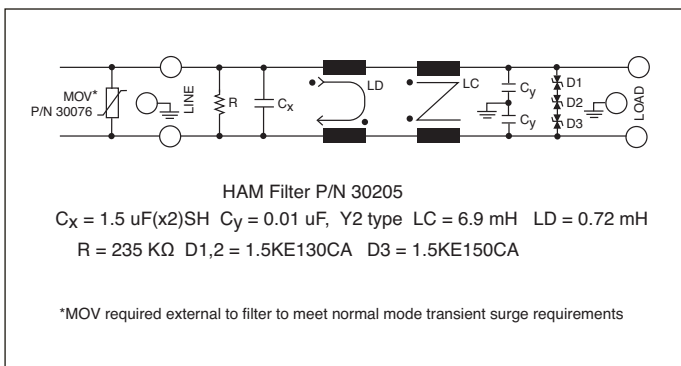 MOV*
P/N 30076
LINE
R
Cx
LD
LC
Cy
Cy
D1
D2
D3
LOAD
HAM Filter P/N 30205
Cx = 1.5 uF(x2)SH Cy = 0.01 uF, Y2 type LC = 6.9 mH LD = 0.72 mH
R = 235 KΩ D1,2 = 1.5KE130CA D3 = 1.5KE150CA
*MOV required external to filter to meet normal mode transient surge requirements